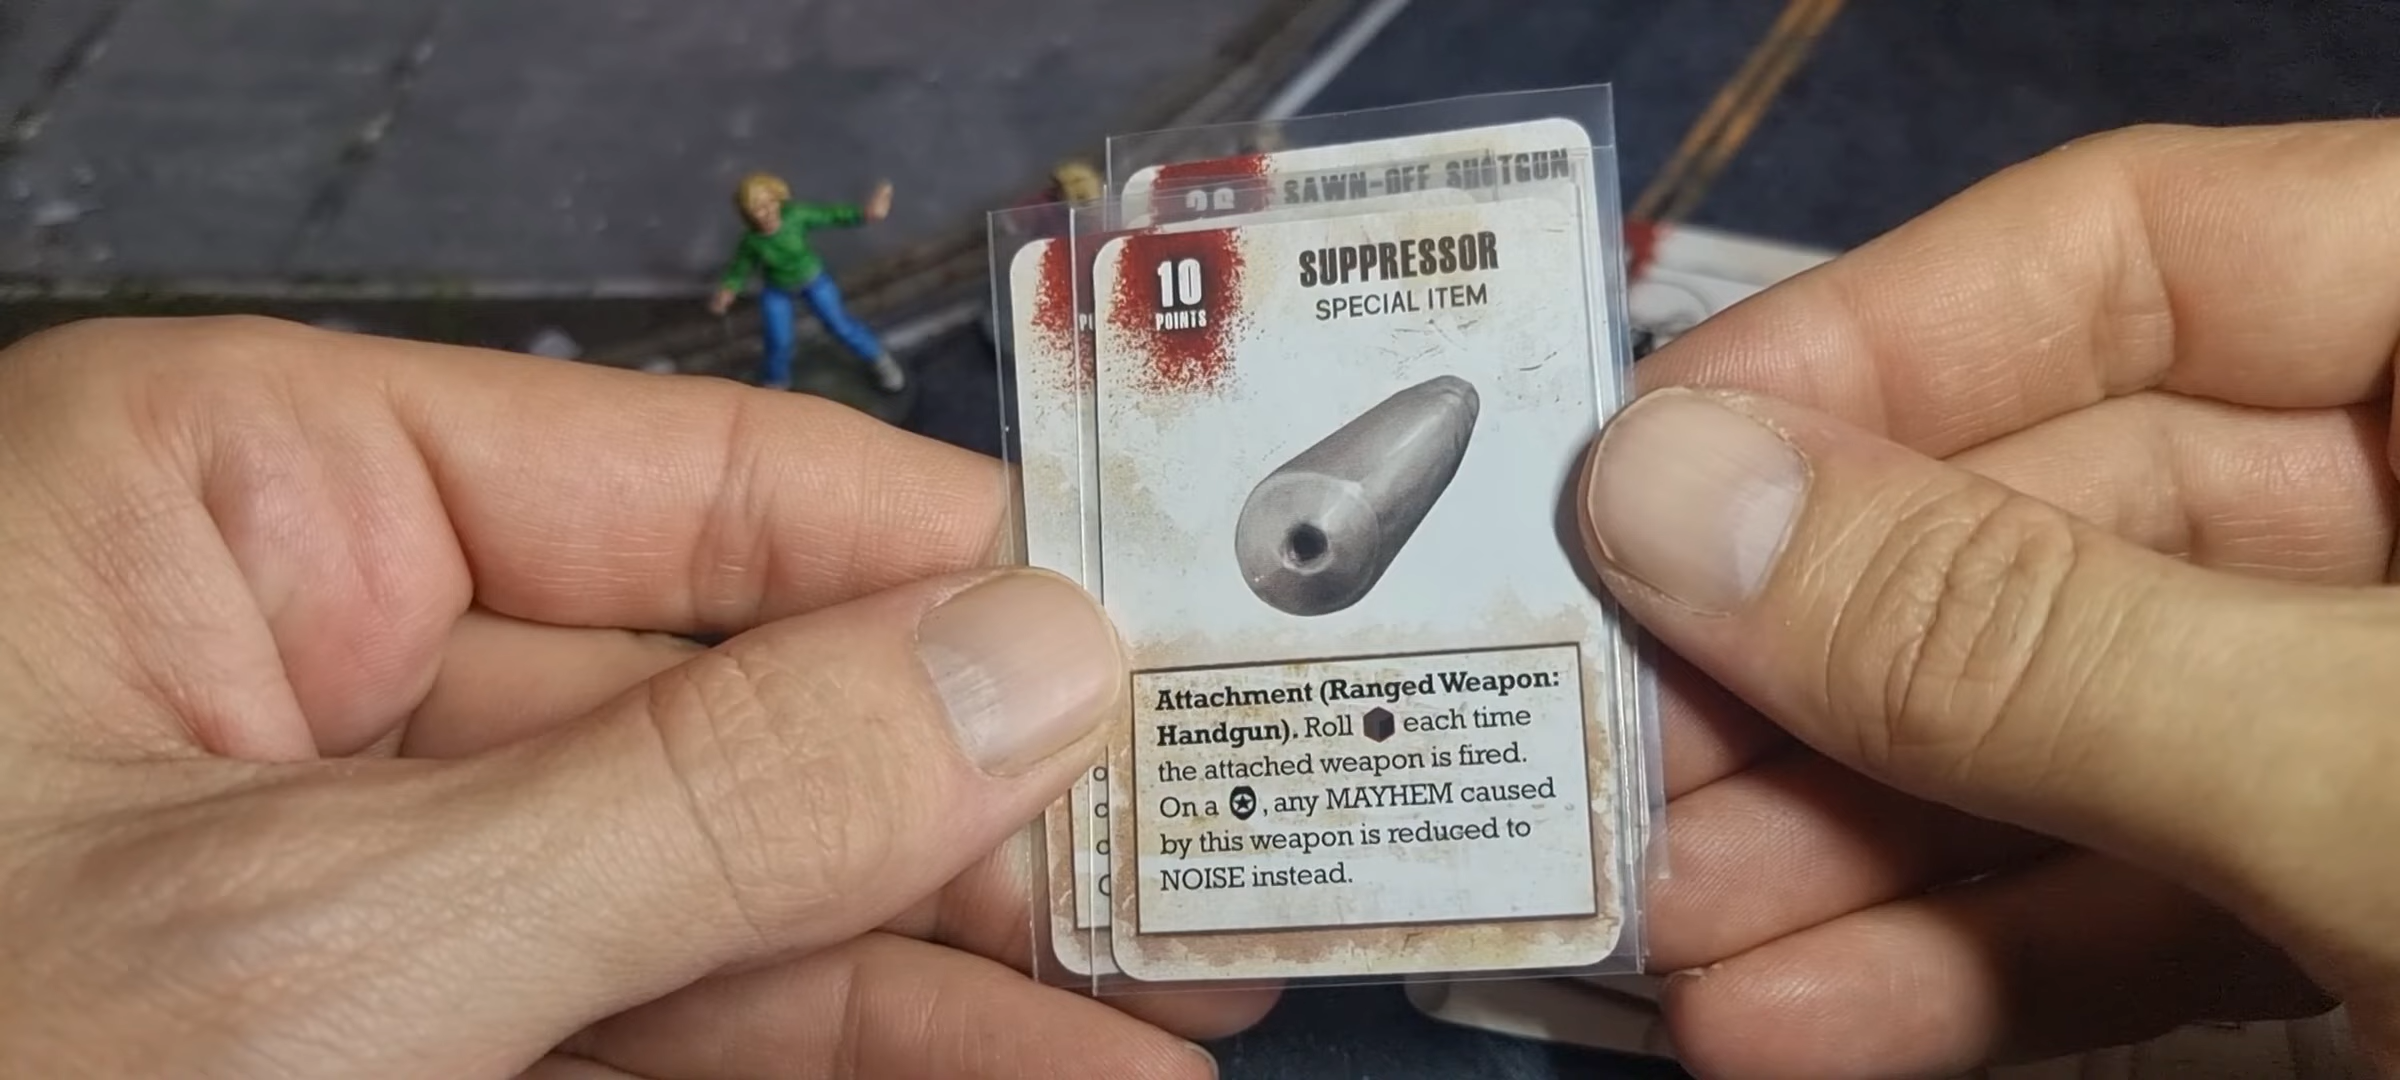 SAWN-OFF SHOTGUN
10
POINTS
SUPPRESSOR
SPECIAL ITEM
Attachment (Ranged Weapon:
Handgun). Roll each time
the attached weapon is fired.
On a , any MAYHEM caused
by this weapon is reduced to
NOISE instead.